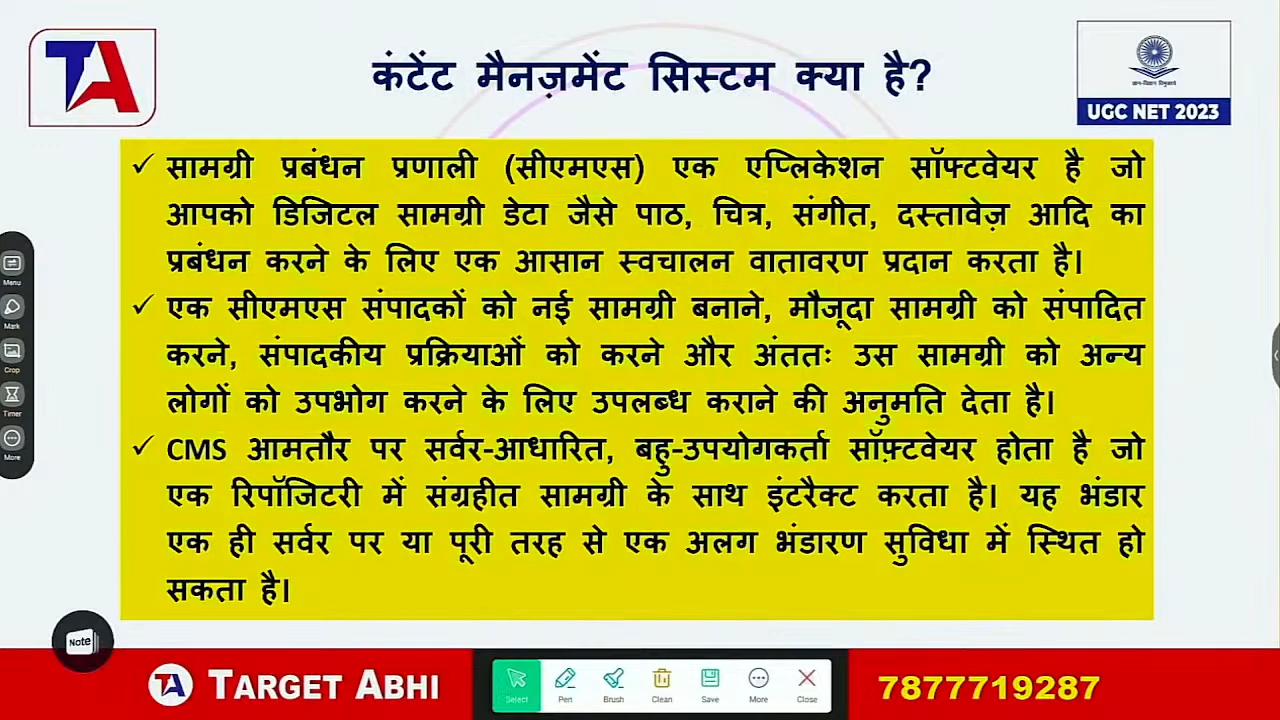 TA
कंटेंट मैनज़मेंट सिस्टम क्या है?
UGC NET 2023
✓ सामग्री प्रबंधन प्रणाली (सीएमएस) एक एप्लिकेशन सॉफ्टवेयर है जो
आपको डिजिटल सामग्री डेटा जैसे पाठ, चित्र, संगीत, दस्तावेज़ आदि का
प्रबंधन करने के लिए एक आसान स्वचालन वातावरण प्रदान करता है।
✓ एक सीएमएस संपादकों को नई सामग्री बनाने, मौजूदा सामग्री को संपादित
करने, संपादकीय प्रक्रियाओं को करने और अंततः उस सामग्री को अन्य
लोगों को उपभोग करने के लिए उपलब्ध कराने की अनुमति देता है।
✓ CMS आमतौर पर सर्वर-आधारित, बहु-उपयोगकर्ता सॉफ़्टवेयर होता है जो
एक रिपॉजिटरी में संग्रहीत सामग्री के साथ इंटरैक्ट करता है। यह भंडार
एक ही सर्वर पर या पूरी तरह से एक अलग भंडारण सुविधा में स्थित हो
सकता है।
Menu
Mark
Crop
Timer
More
Note
TA TARGET ABHI
Select Pen Brush Clean Save More Close
7877719287